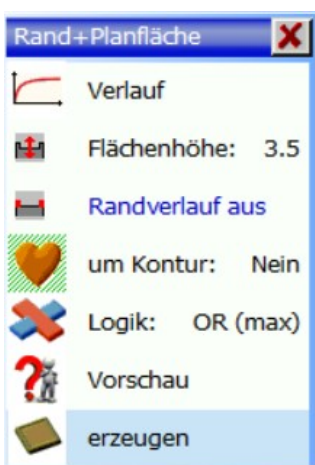 Rand+Planfläche
Verlauf
Flächenhöhe: 3.5
Randverlauf aus
um Kontur: Nein
Logik: OR (max)
Vorschau
erzeugen